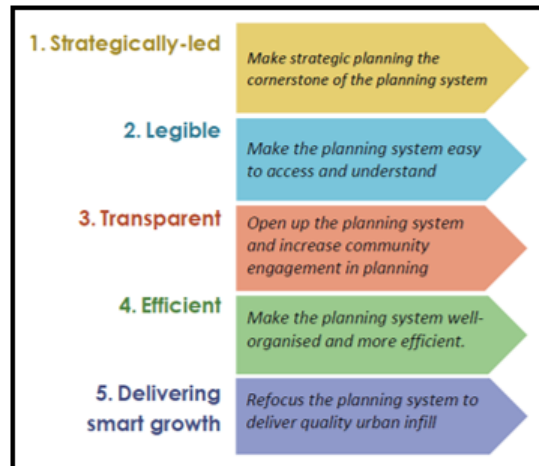 1. Strategically-led
Make strategic planning the
cornerstone of the planning system
2. Legible
Make the planning system easy
to access and understand
3. Transparent
Open up the planning system
and increase community
engagement in planning
4. Efficient
Make the planning system well-
organised and more efficient.
5. Delivering
smart growth
Refocus the planning system to
deliver quality urban infill